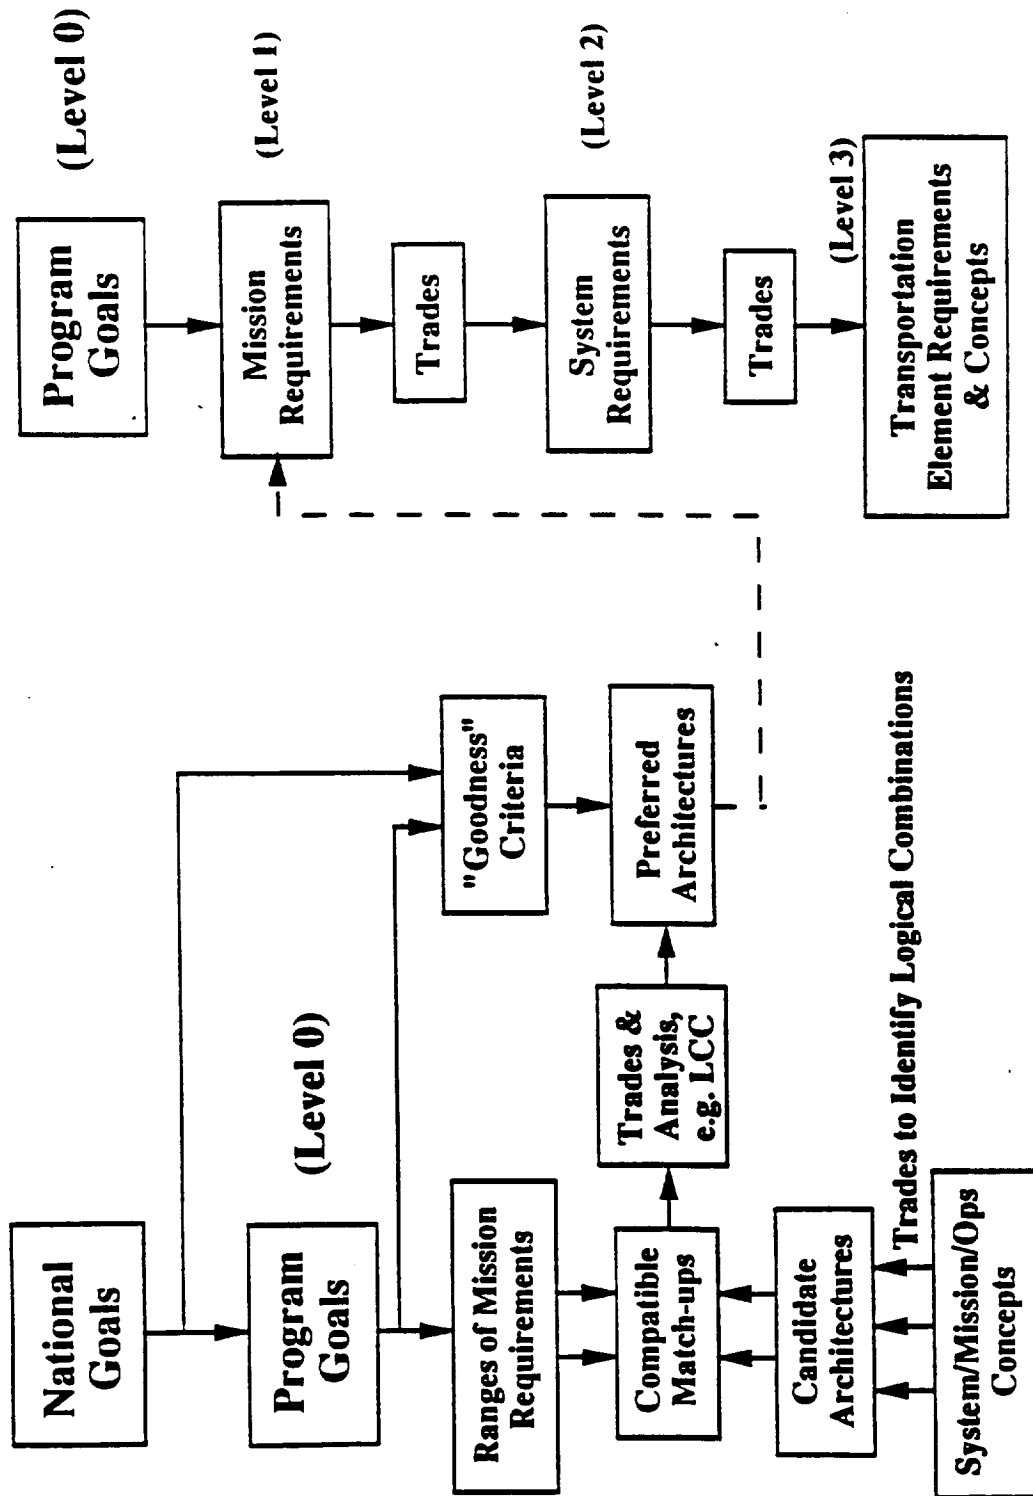 National
Goals
Program
Goals
(Level 0)
Ranges of Mission
Requirements
"Goodness"
Criteria
Compatible
Match-ups
Trades &
Analysis,
e.g. LCC
Preferred
Architectures
Candidate
Architectures
Trades to Identify Logical Combinations
System/Mission/Ops
Concepts
Program
Goals
(Level 0)
Mission
Requirements
(Level 1)
Trades
System
Requirements
(Level 2)
Trades
(Level 3)
Transportation
Element Requirements
& Concepts